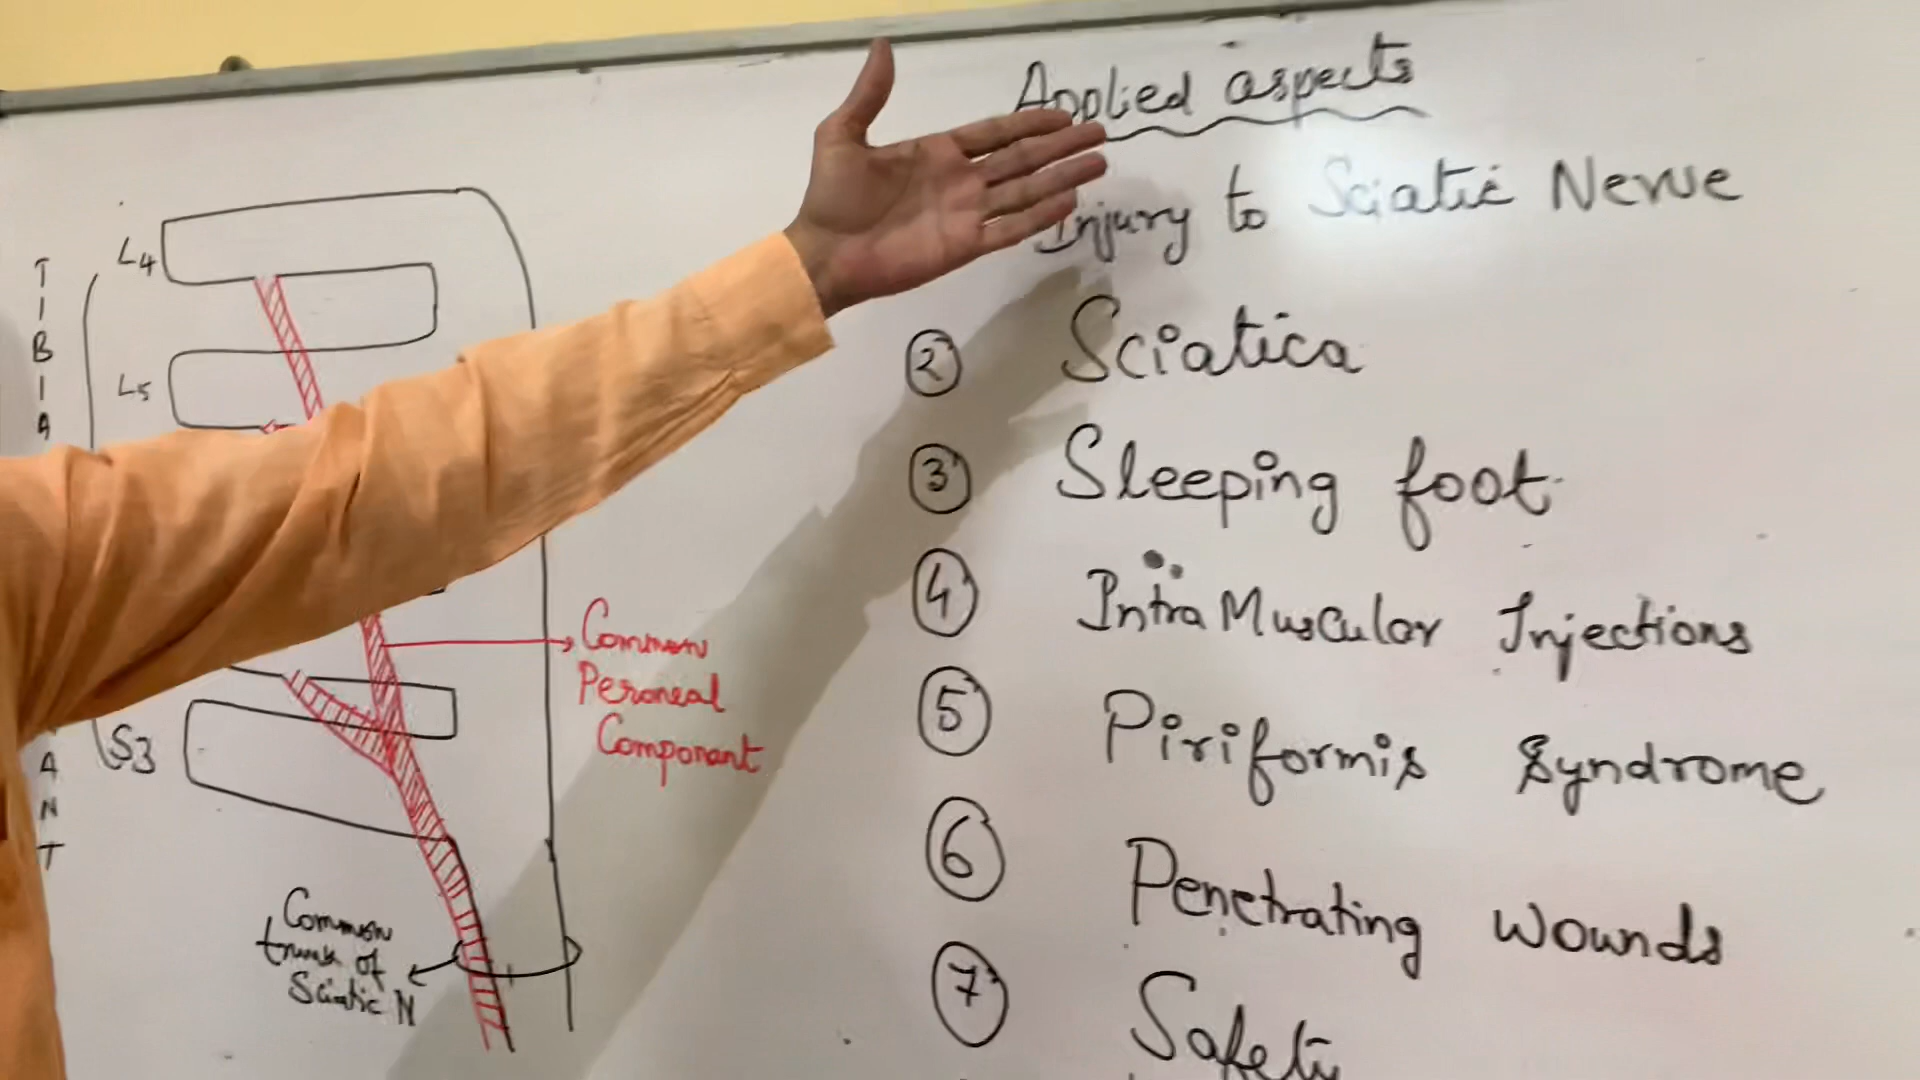 Applied aspects
Injury to Sciatic Nerve
2 Sciatica
3 Sleeping foot
4 IntraMuscular Injections
5 Piriformis Syndrome
6 Penetrating wounds
7 Safety
L4
L5
S3
T
I
B
I
A
A
N
T
Common
Peroneal
Component
Common
trunk of
Sciatic N